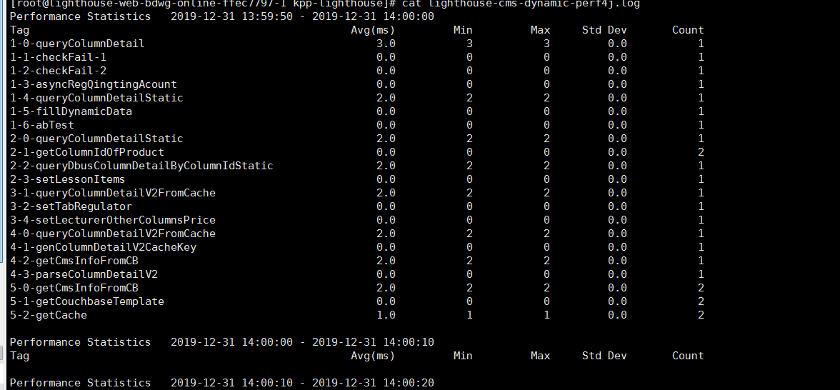 [root@lighthouse-web-bdwg-online-ffec7797-1 kpp-lighthouse]# cat lighthouse-cms-dynamic-perf4j.log
Performance Statistics   2019-12-31 13:59:50 - 2019-12-31 14:00:00
Tag Avg(ms) Min Max Std Dev Count
1-0-queryColumnDetail 3.0 3 3 0.0 1
1-1-checkFail-1 0.0 0 0 0.0 1
1-2-checkFail-2 0.0 0 0 0.0 1
1-3-asyncRegQingtingAcount 0.0 0 0 0.0 1
1-4-queryColumnDetailStatic 2.0 2 2 0.0 1
1-5-fillDynamicData 0.0 0 0 0.0 1
1-6-abTest 0.0 0 0 0.0 1
2-0-queryColumnDetailStatic 2.0 2 2 0.0 1
2-1-getColumnIdOfProduct 0.0 0 0 0.0 2
2-2-queryDbusColumnDetailByColumnIdStatic 2.0 2 2 0.0 1
2-3-setLessonItems 0.0 0 0 0.0 1
3-1-queryColumnDetailV2FromCache 2.0 2 2 0.0 1
3-2-setTabRegulator 0.0 0 0 0.0 1
3-4-setLecturerOtherColumnsPrice 0.0 0 0 0.0 1
4-0-queryColumnDetailV2FromCache 2.0 2 2 0.0 1
4-1-genColumnDetailV2CacheKey 0.0 0 0 0.0 1
4-2-getCmsInfoFromCB 2.0 2 2 0.0 1
4-3-parseColumnDetailV2 0.0 0 0 0.0 1
5-0-getCmsInfoFromCB 2.0 2 2 0.0 2
5-1-getCouchbaseTemplate 0.0 0 0 0.0 2
5-2-getCache 1.0 1 1 0.0 2
Performance Statistics   2019-12-31 14:00:00 - 2019-12-31 14:00:10
Tag Avg(ms) Min Max Std Dev Count
Performance Statistics   2019-12-31 14:00:10 - 2019-12-31 14:00:20